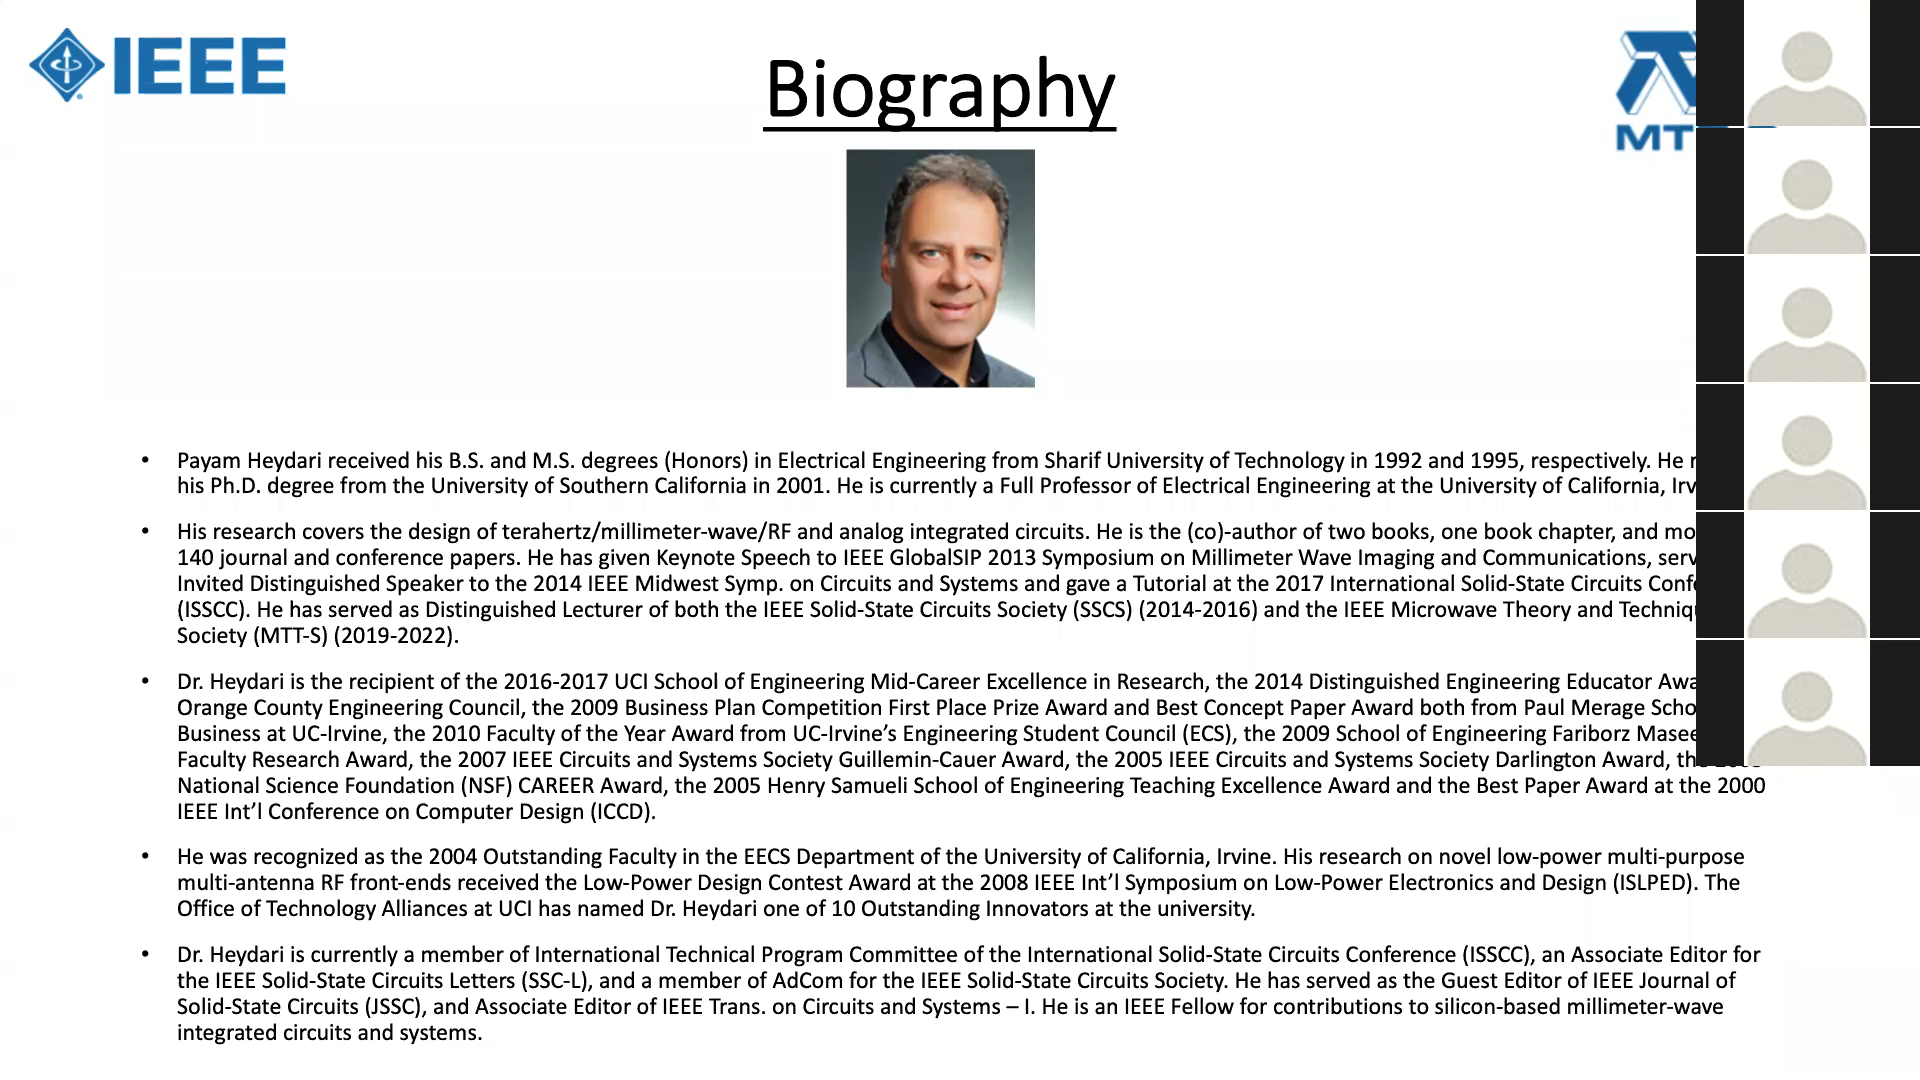 IEEE
Biography
MT
• Payam Heydari received his B.S. and M.S. degrees (Honors) in Electrical Engineering from Sharif University of Technology in 1992 and 1995, respectively. He
his Ph.D. degree from the University of Southern California in 2001. He is currently a Full Professor of Electrical Engineering at the University of California,
• His research covers the design of terahertz/millimeter-wave/RF and analog integrated circuits. He is the (co)-author of two books, one book chapter, and
140 journal and conference papers. He has given Keynote Speech to IEEE GlobalSIP 2013 Symposium on Millimeter Wave Imaging and Communications,
Invited Distinguished Speaker to the 2014 IEEE Midwest Symp. on Circuits and Systems and gave a Tutorial at the 2017 International Solid-State Circuits
(ISSCC). He has served as Distinguished Lecturer of both the IEEE Solid-State Circuits Society (SSCS) (2014-2016) and the IEEE Microwave Theory and
Society (MTT-S) (2019-2022).
• Dr. Heydari is the recipient of the 2016-2017 UCI School of Engineering Mid-Career Excellence in Research, the 2014 Distinguished Engineering Educator
Orange County Engineering Council, the 2009 Business Plan Competition First Place Prize Award and Best Concept Paper Award both from Paul Merage
Business at UC-Irvine, the 2010 Faculty of the Year Award from UC-Irvine’s Engineering Student Council (ECS), the 2009 School of Engineering Fariborz
Faculty Research Award, the 2007 IEEE Circuits and Systems Society Guillemin-Cauer Award, the 2005 IEEE Circuits and Systems Society Darlington Award,
National Science Foundation (NSF) CAREER Award, the 2005 Henry Samueli School of Engineering Teaching Excellence Award and the Best Paper Award at the 2000
IEEE Int’l Conference on Computer Design (ICCD).
• He was recognized as the 2004 Outstanding Faculty in the EECS Department of the University of California, Irvine. His research on novel low-power multi-purpose
multi-antenna RF front-ends received the Low-Power Design Contest Award at the 2008 IEEE Int’l Symposium on Low-Power Electronics and Design (ISLPED). The
Office of Technology Alliances at UCI has named Dr. Heydari one of 10 Outstanding Innovators at the university.
• Dr. Heydari is currently a member of International Technical Program Committee of the International Solid-State Circuits Conference (ISSCC), an Associate Editor for
the IEEE Solid-State Circuits Letters (SSC-L), and a member of AdCom for the IEEE Solid-State Circuits Society. He has served as the Guest Editor of IEEE Journal of
Solid-State Circuits (JSSC), and Associate Editor of IEEE Trans. on Circuits and Systems – I. He is an IEEE Fellow for contributions to silicon-based millimeter-wave
integrated circuits and systems.